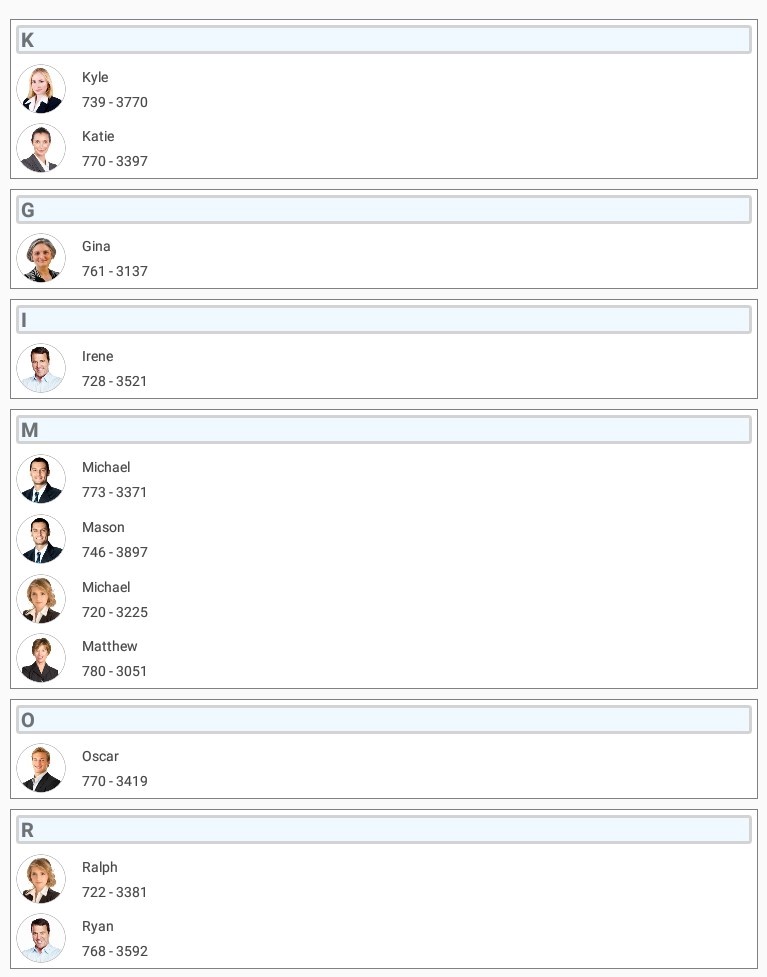 K
Kyle
739 - 3770
Katie
770 - 3397
G
Gina
761 - 3137
I
Irene
728 - 3521
M
Michael
773 - 3371
Mason
746 - 3897
Michael
720 - 3225
Matthew
780 - 3051
O
Oscar
770 - 3419
R
Ralph
722 - 3381
Ryan
768 - 3592